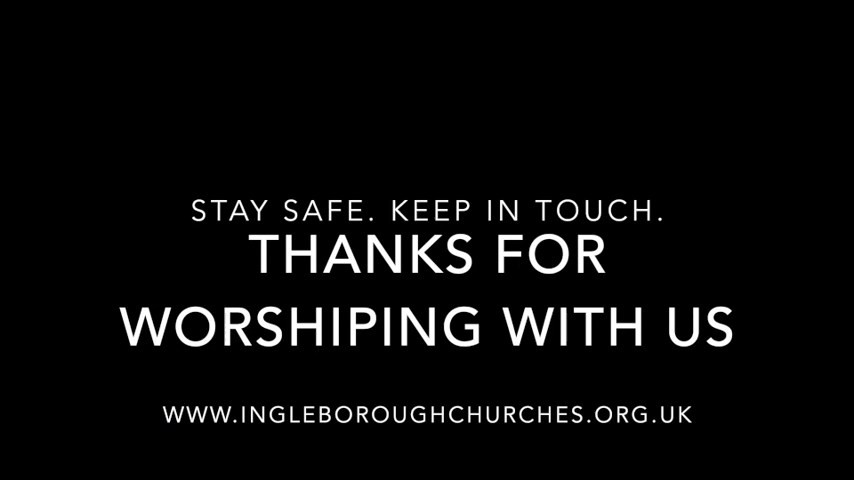 STAY SAFE. KEEP IN TOUCH.
THANKS FOR
WORSHIPING WITH US
WWW.INGLEBOROUGHCHURCHES.ORG.UK